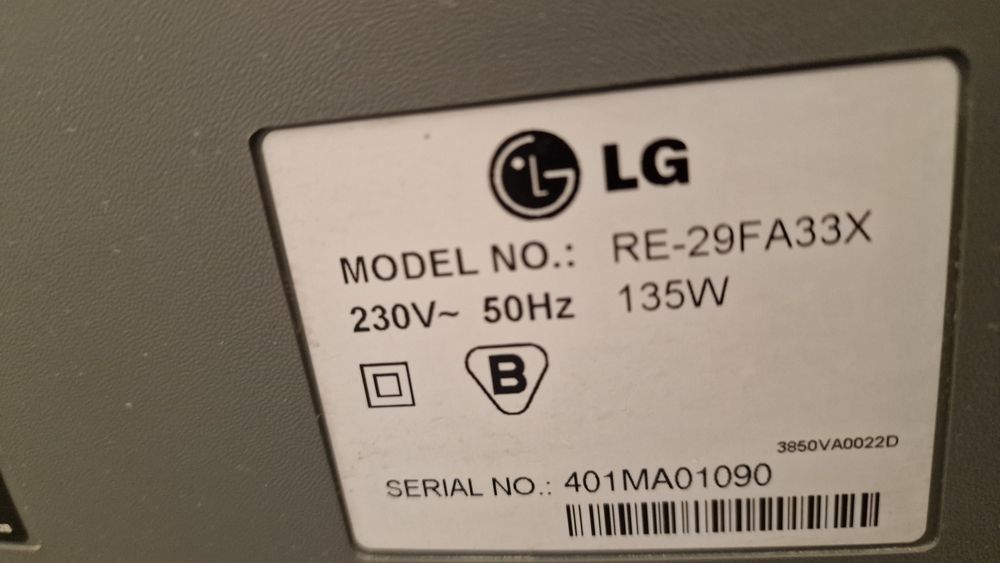 LG
MODEL NO.: RE-29FA33X
230V~ 50Hz 135W
B
3850VA0022D
SERIAL NO.: 401MA01090